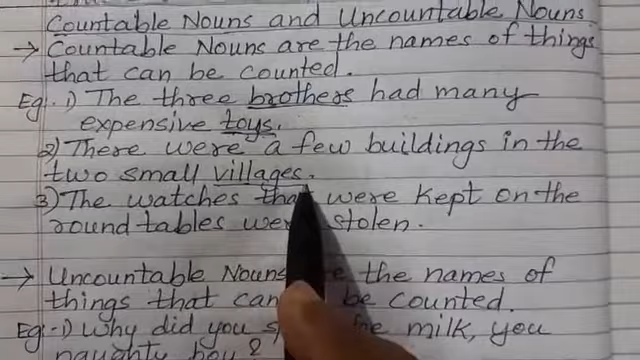 Countable Nouns and Uncountable Nouns.
→ Countable Nouns are the names of things
that can be counted.
Eg:- 1) The three brothers had many
expensive toys.
2) There were a few buildings in the
two small villages.
3) The watches that were kept on the
round tables were stolen.
→ Uncountable Nouns the names of
things that be counted.
Eg:- 1) Why did you milk, you
naughty boy?